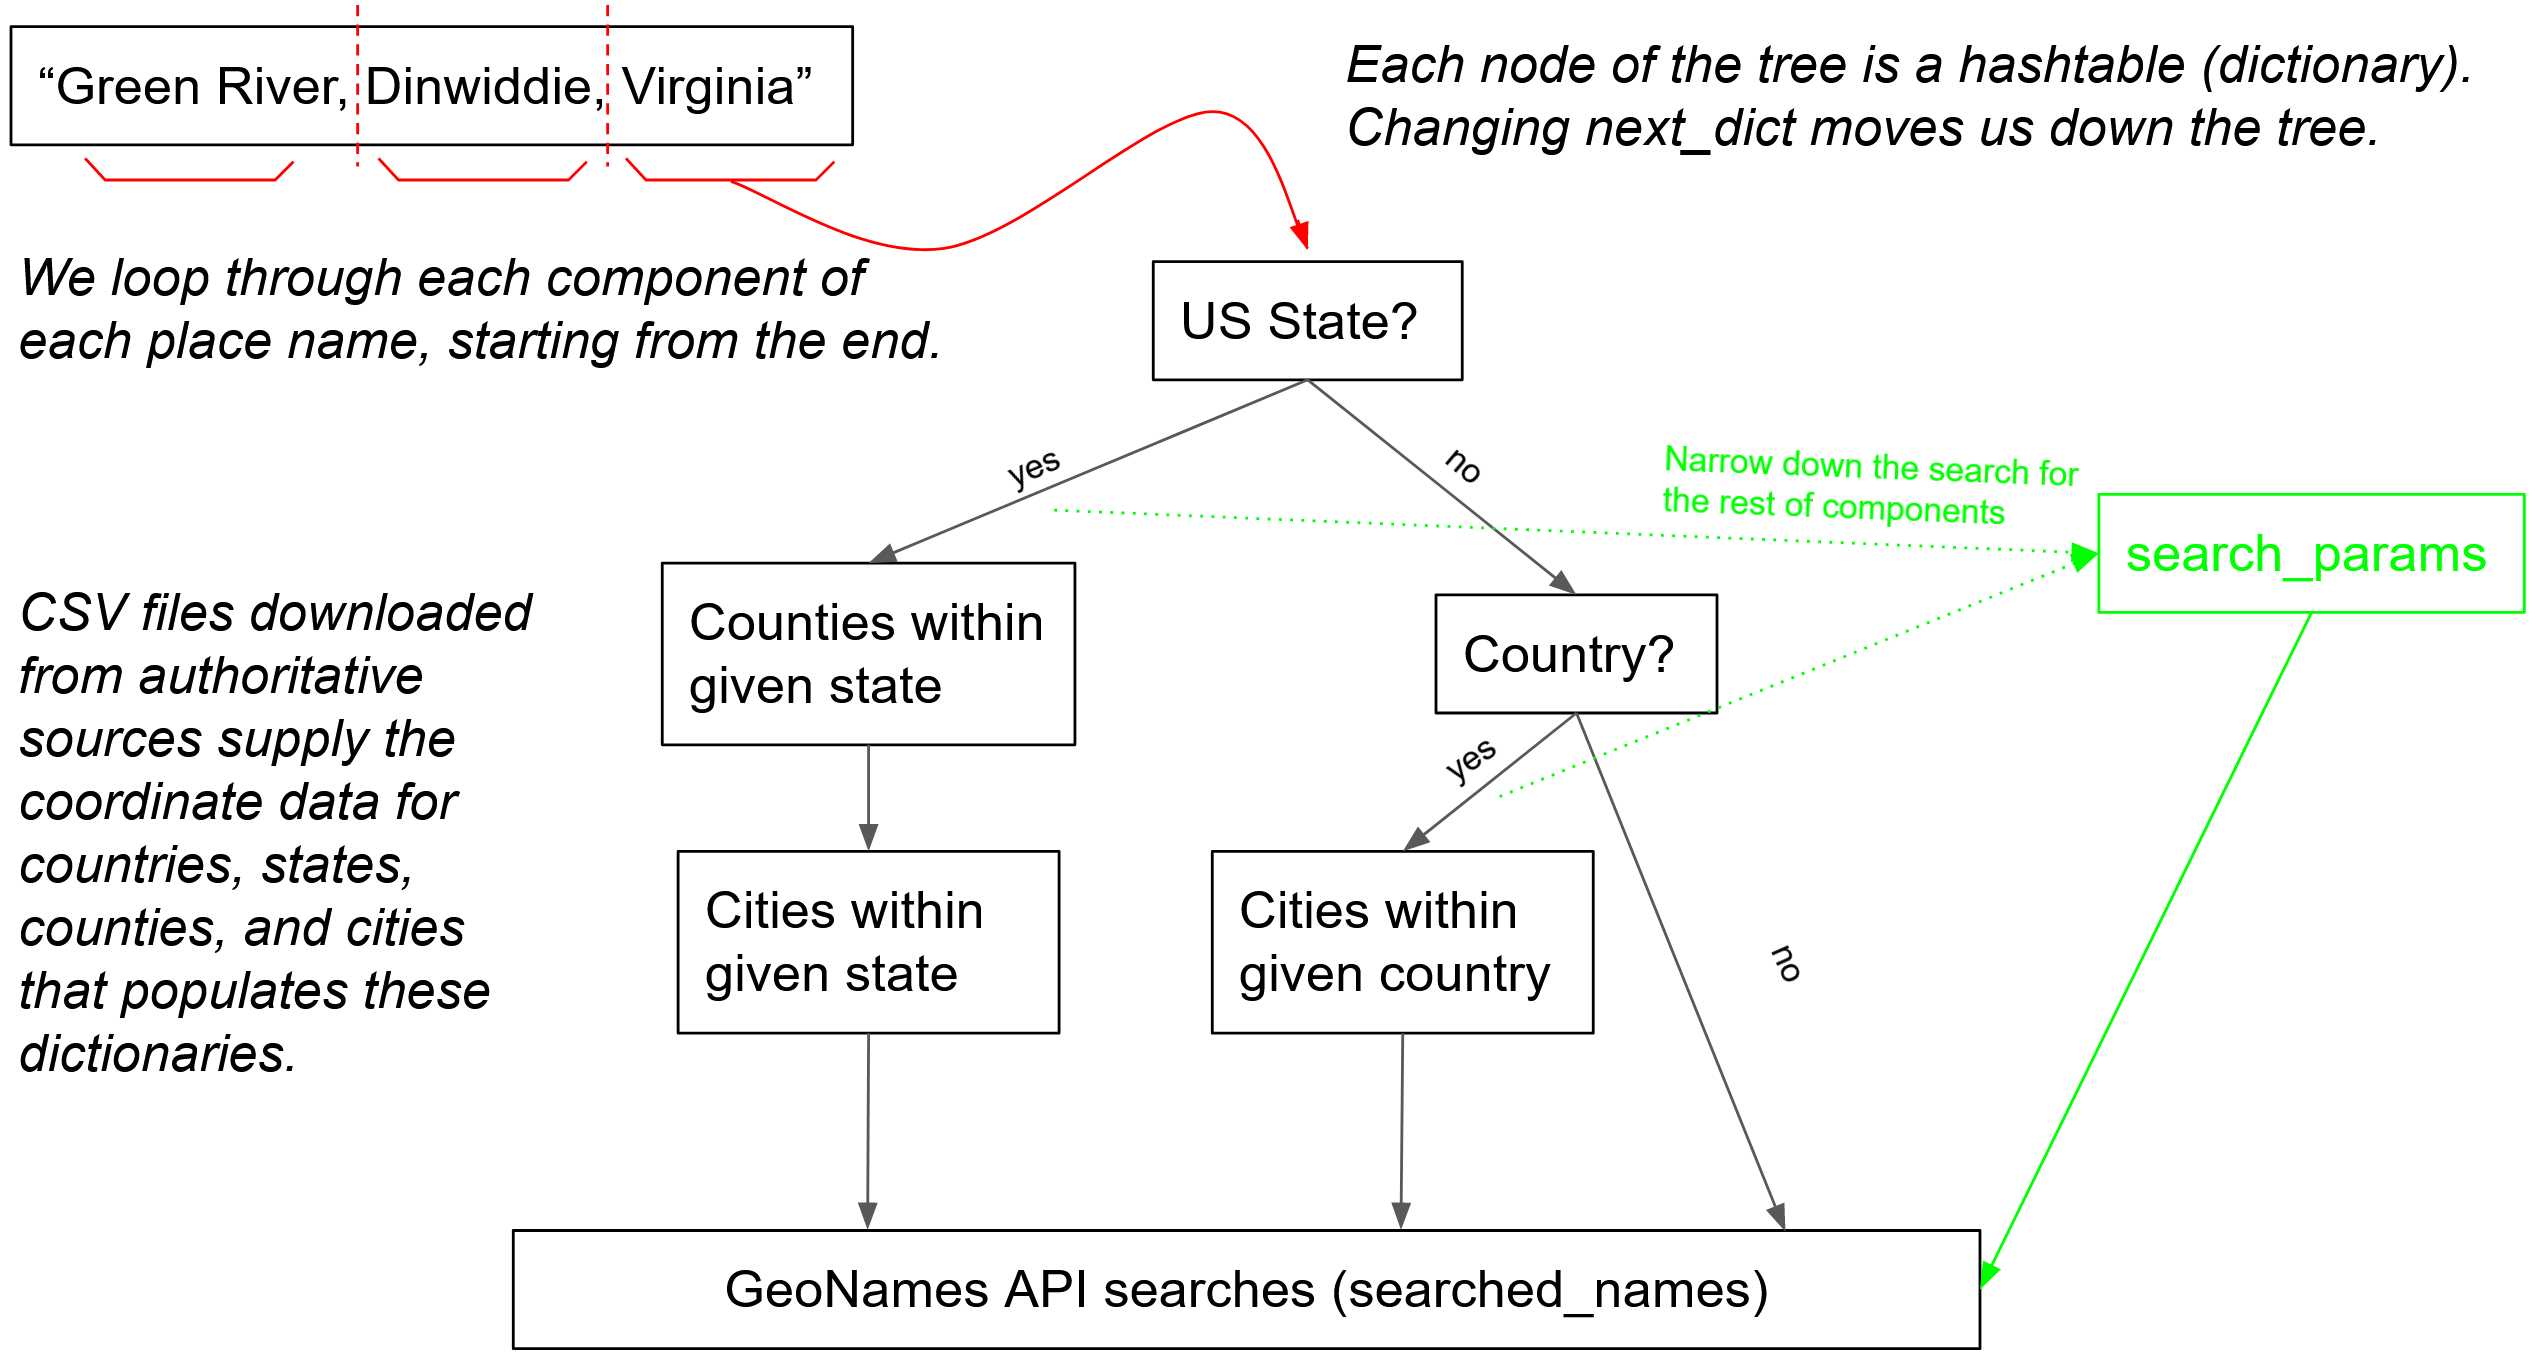 “Green River, Dinwiddie, Virginia”
Each node of the tree is a hashtable (dictionary).
Changing next_dict moves us down the tree.
We loop through each component of
each place name, starting from the end.
US State?
yes
no
Narrow down the search for
the rest of components
search_params
CSV files downloaded
from authoritative
sources supply the
coordinate data for
countries, states,
counties, and cities
that populates these
dictionaries.
Counties within
given state
Country?
yes
no
Cities within
given state
Cities within
given country
GeoNames API searches (searched_names)